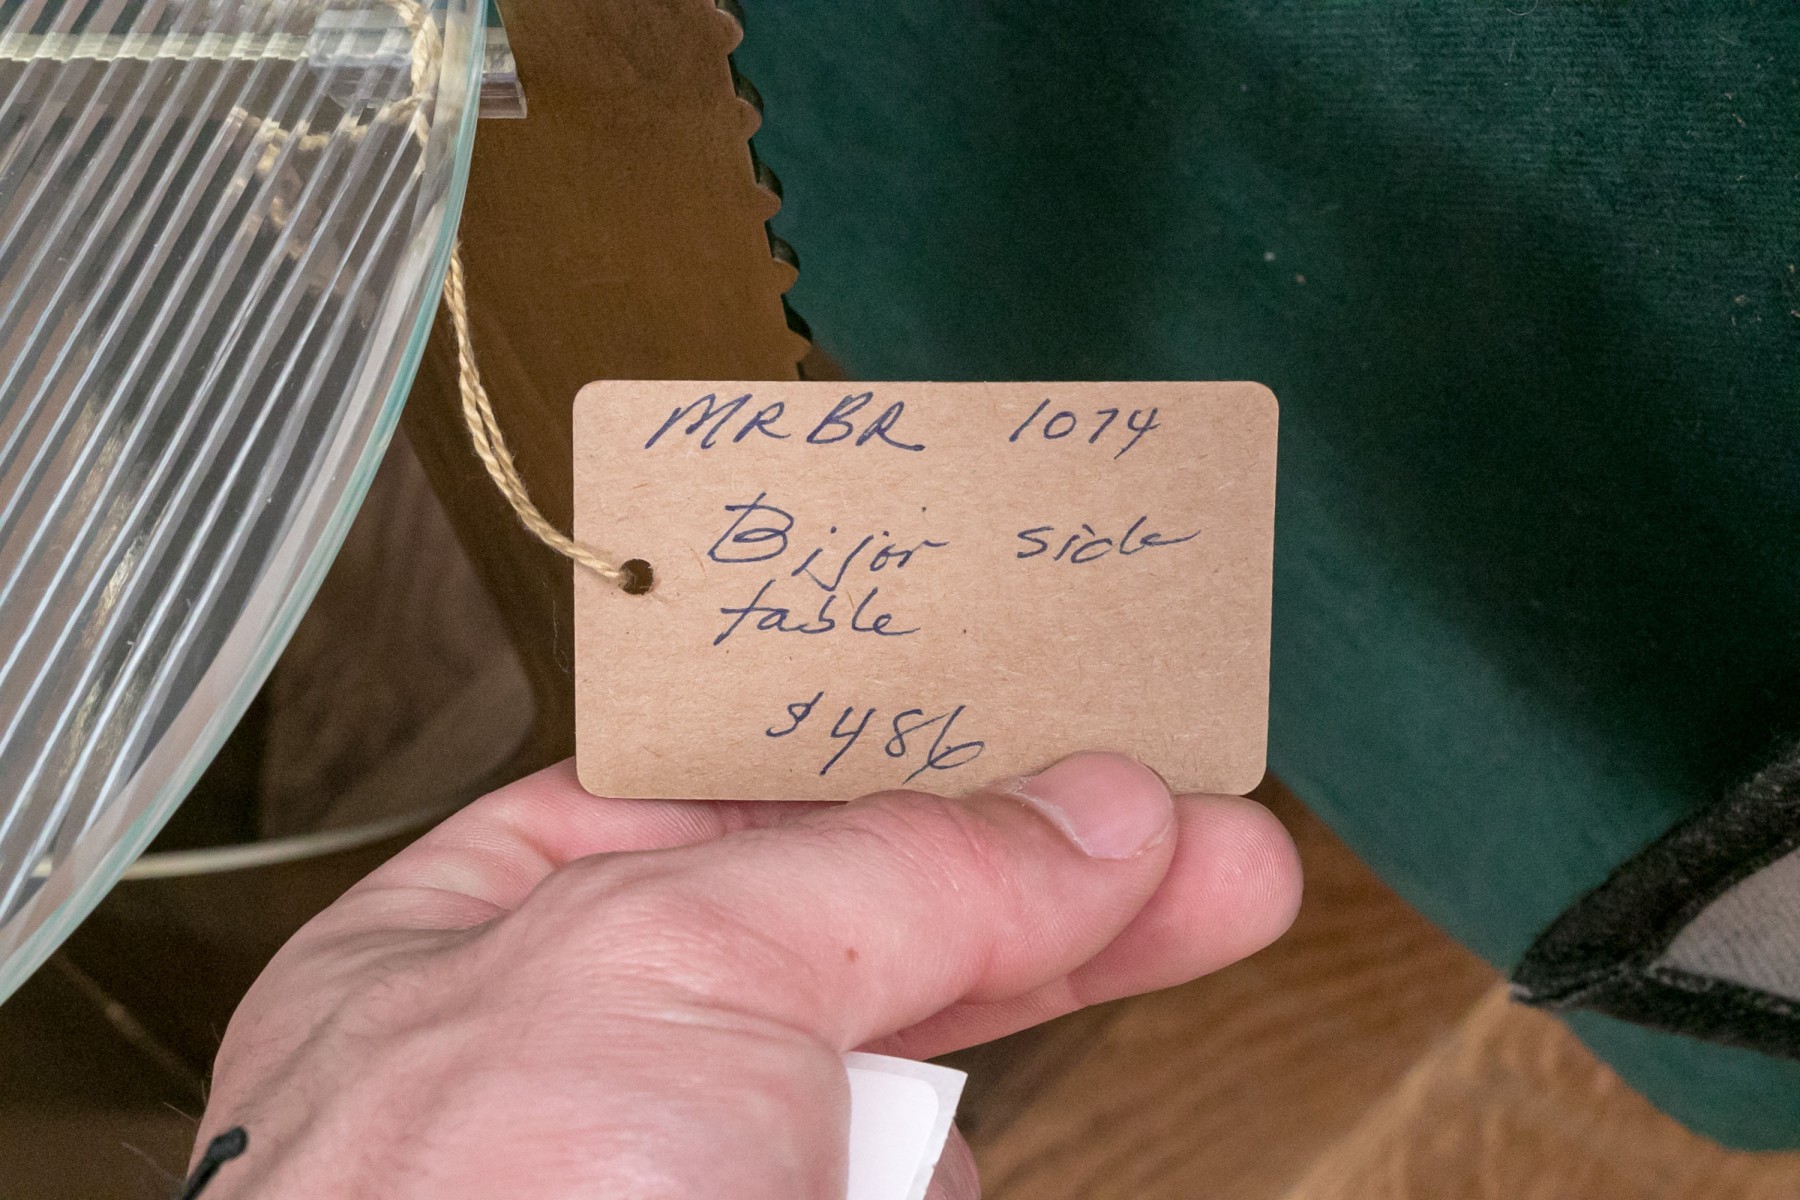 MRBR 1074
Bijor side
table
$486